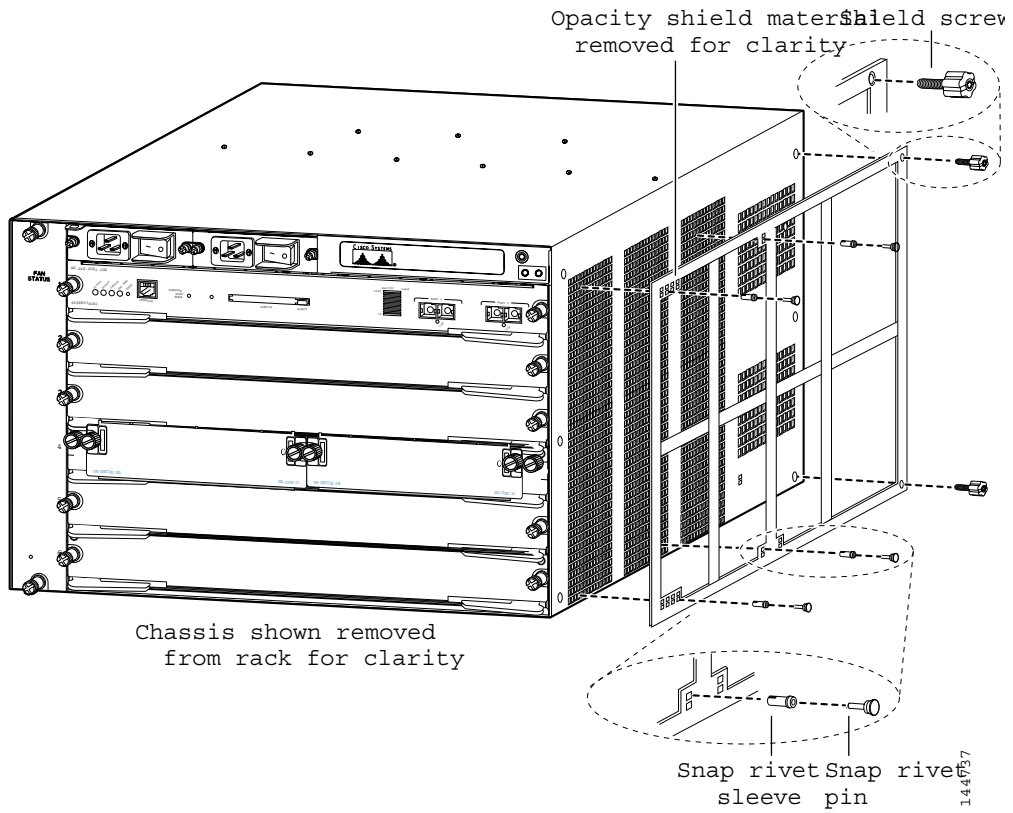 Opacity shield material
removed for clarity
Shield screw
CISCO SYSTEMS
FAN
STATUS
Chassis shown removed
from rack for clarity
Snap rivet
sleeve
Snap rivet
pin
144737